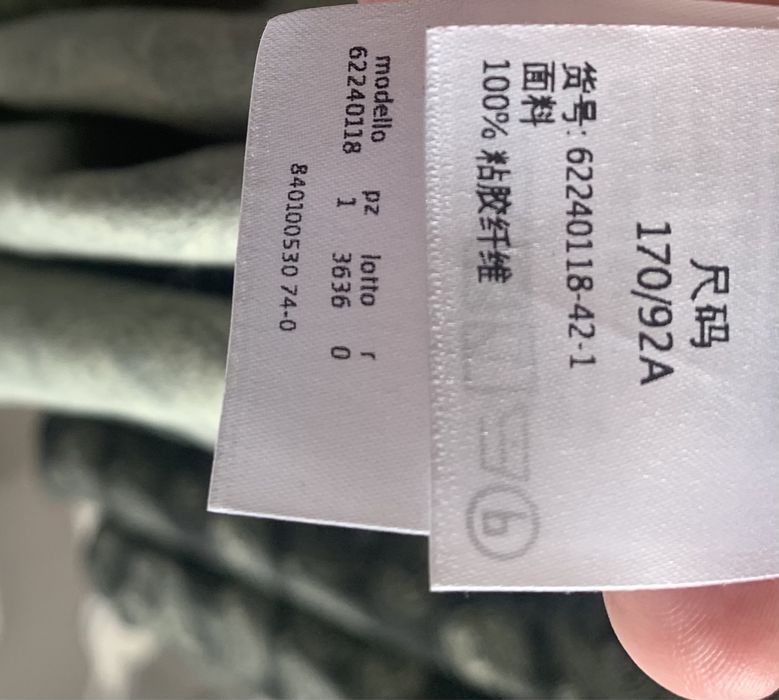 尺码
170/92A
货号: 62240118-42-1
面料
100% 粘胶纤维
modello pz lotto r
62240118 1 3636 0
840100530 74-0